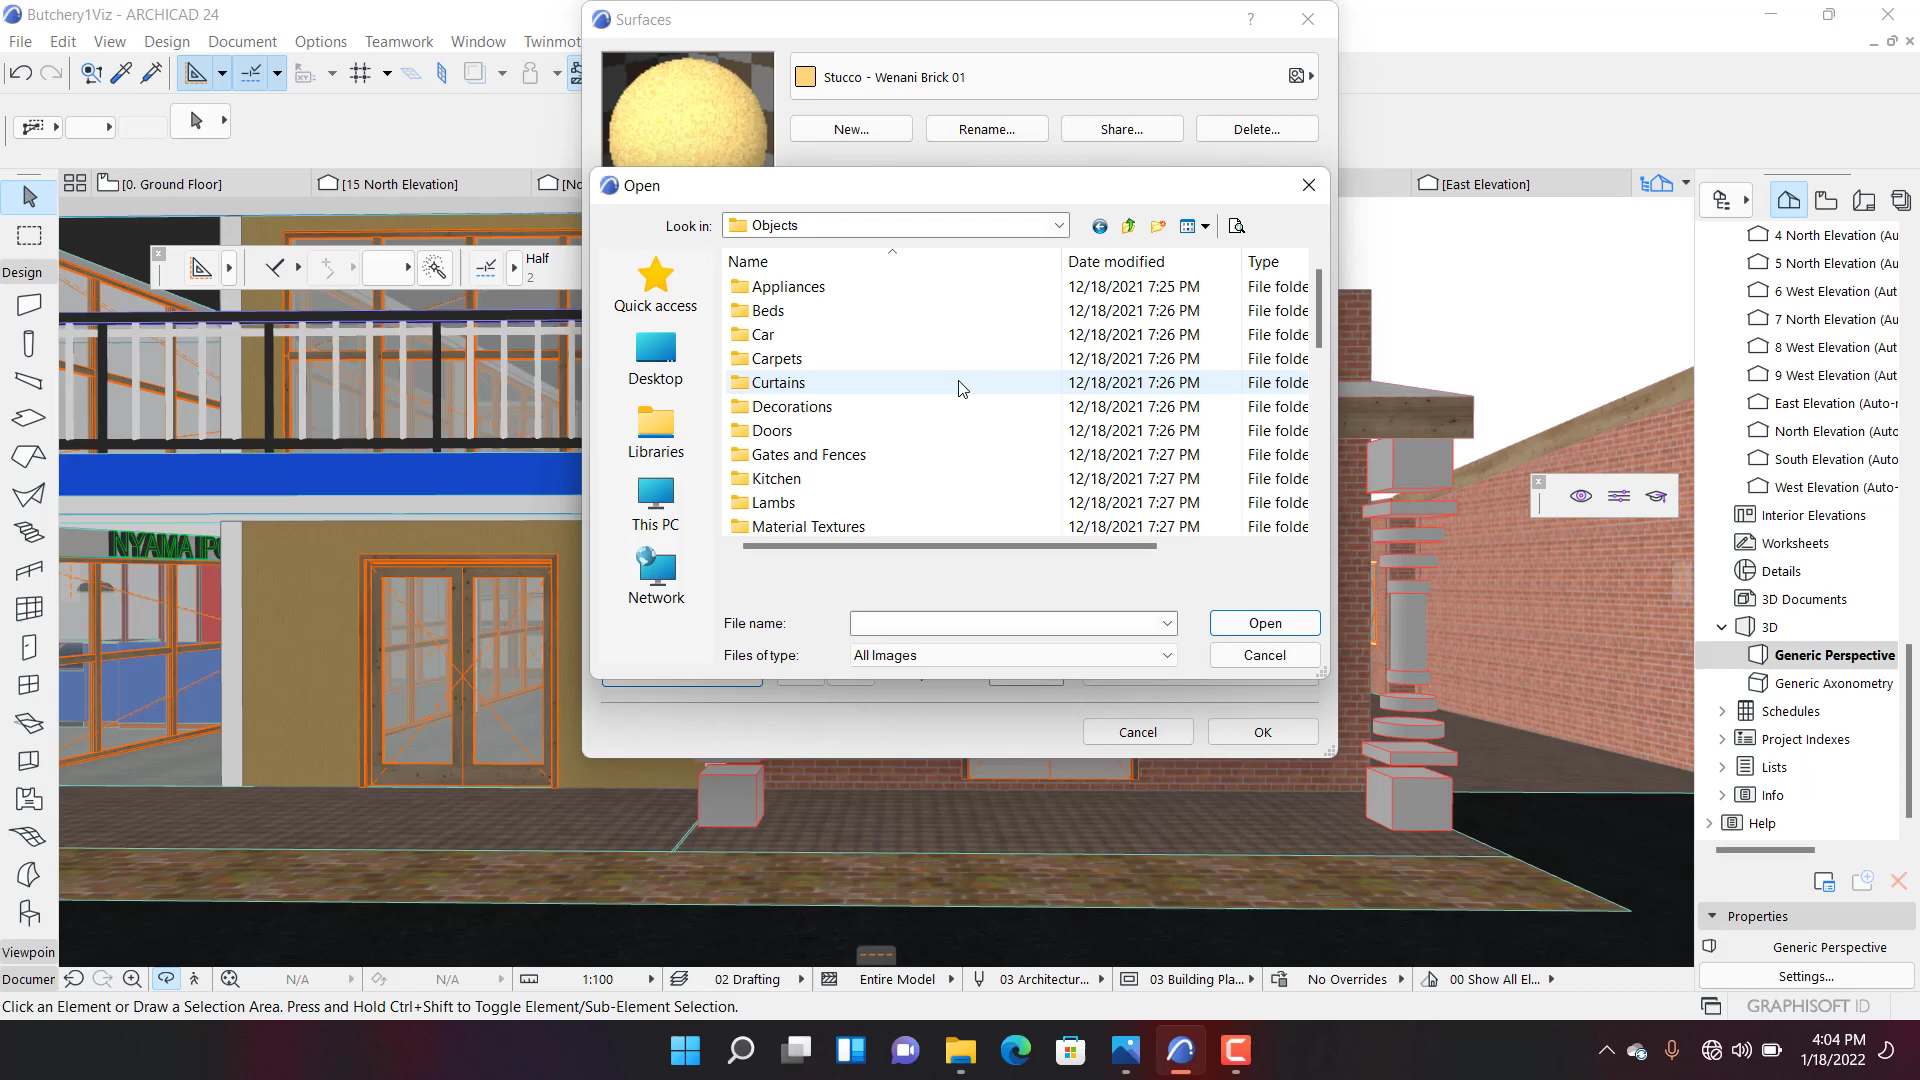 Butchery1Viz - ARCHICAD 24
File Edit View Design Document Options Teamwork Window Twinmot
[0. Ground Floor]
[15 North Elevation]
[No
[East Elevation]
Surfaces
?
Stucco - Wenani Brick 01
New...
Rename...
Share...
Delete...
Open
Look in:
Objects
Quick access
Desktop
Libraries
This PC
Network
Name Date modified Type
Appliances 12/18/2021 7:25 PM File folde
Beds 12/18/2021 7:26 PM File folde
Car 12/18/2021 7:26 PM File folde
Carpets 12/18/2021 7:26 PM File folde
Curtains 12/18/2021 7:26 PM File folde
Decorations 12/18/2021 7:26 PM File folde
Doors 12/18/2021 7:26 PM File folde
Gates and Fences 12/18/2021 7:27 PM File folde
Kitchen 12/18/2021 7:27 PM File folde
Lambs 12/18/2021 7:27 PM File folde
Material Textures 12/18/2021 7:27 PM File folde
File name:
Open
Files of type:
All Images
Cancel
Cancel
OK
Half
2
Design
NYAMA
Viewpoin
Documer
4 North Elevation (Au
5 North Elevation (Au
6 West Elevation (Aut
7 North Elevation (Au
8 West Elevation (Aut
9 West Elevation (Aut
East Elevation (Auto-r
North Elevation (Auto
South Elevation (Auto
West Elevation (Auto-
Interior Elevations
Worksheets
Details
3D Documents
3D
Generic Perspective
Generic Axonometry
Schedules
Project Indexes
Lists
Info
Help
Properties
Generic Perspective
Settings...
N/A
N/A
1:100
02 Drafting
Entire Model
03 Architectur...
03 Building Pla...
No Overrides
00 Show All El...
Click an Element or Draw a Selection Area. Press and Hold Ctrl+Shift to Toggle Element/Sub-Element Selection.
GRAPHISOFT ID
4:04 PM
1/18/2022